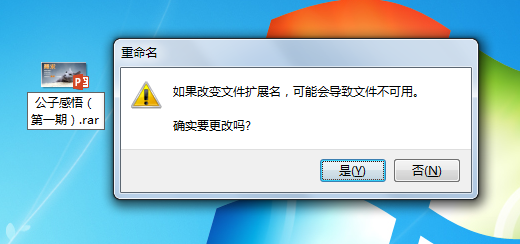 重命名
公子感悟（
第一期）.rar
如果改变文件扩展名，可能会导致文件不可用。
确实要更改吗?
是(Y)
否(N)